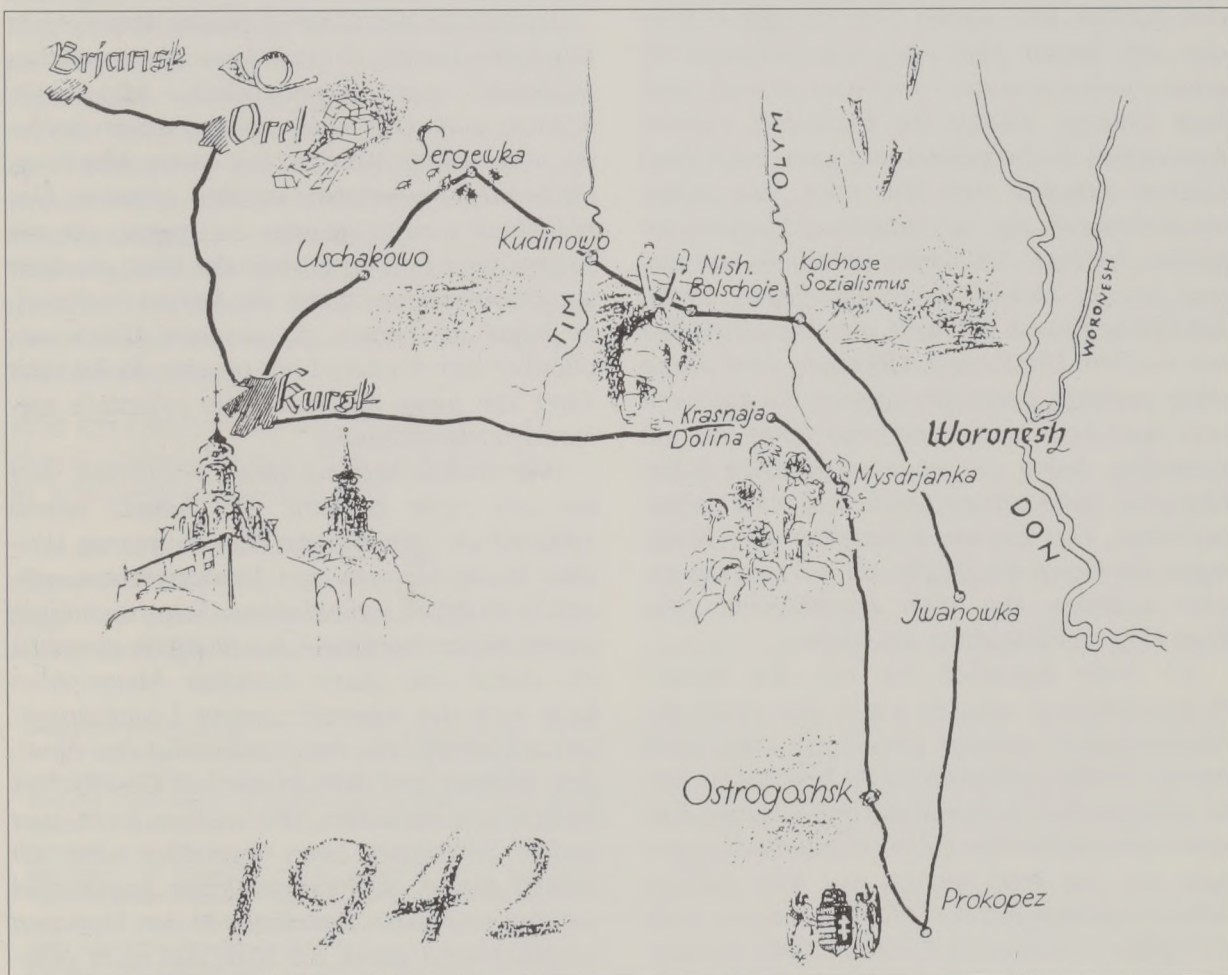 Brjansk
Orel
Sergewka
Kudinowo
Uschakowo
TIM
Nish.
Bolschoje
OLYM
Kolchose
Sozialismus
WORONESH
Kursk
Krasnaja
Dolina
Woronesh
Mysdrjanka
DON
Jwanowka
Ostrogoshsk
Prokopez
1942